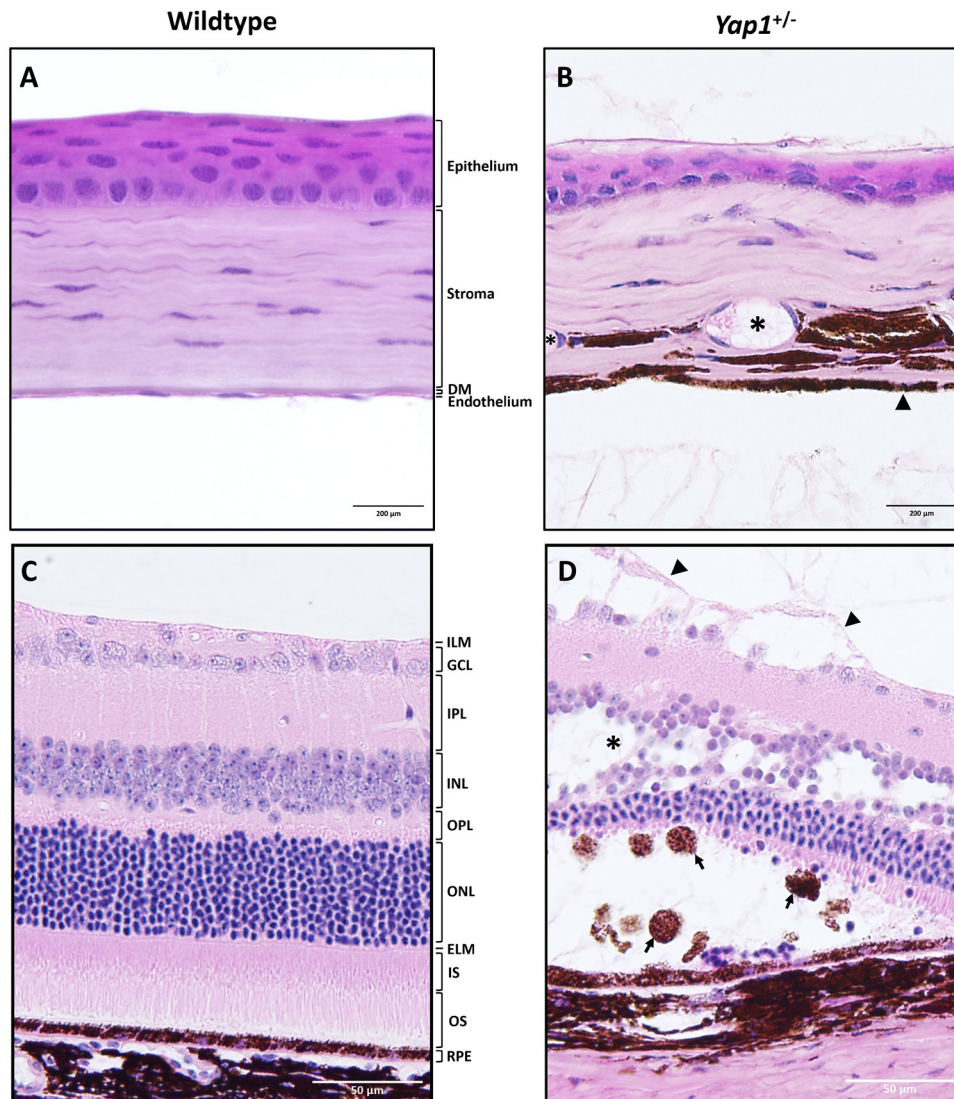 Wildtype
Yap1+/-
A
Epithelium
Stroma
DM
Endothelium
200 µm
B
*
*
200 µm
C
ILM
GCL
IPL
INL
OPL
ONL
ELM
IS
OS
RPE
50 µm
D
*
50 µm